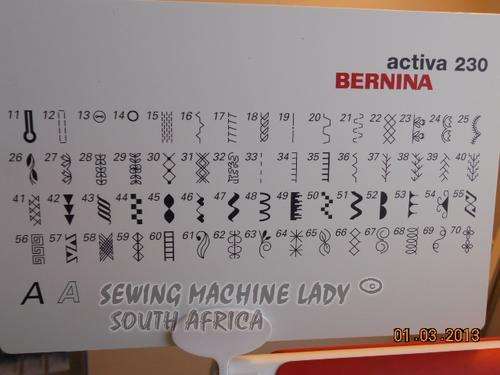 activa 230
BERNINA
11 12 13 14 15 16 17 18 19 20 21 22 23 24 25
26 27 28 29 30 31 32 33 34 35 36 37 38 39 40
41 42 43 44 45 46 47 48 49 50 51 52 53 54 55
56 57 58 59 60 61 62 63 64 65 66 67 68 69 70
A A SEWING MACHINE LADY ©
SOUTH AFRICA
01.03.2013